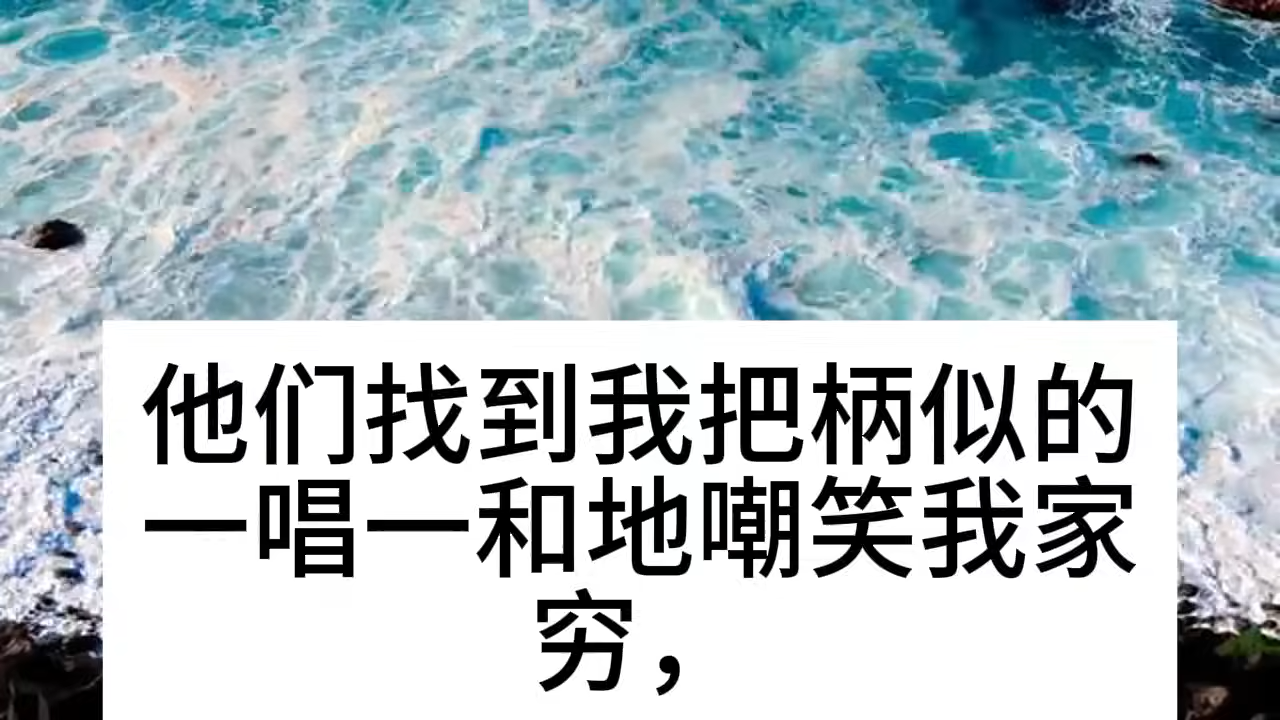 他们找到我把柄似的
一唱一和地嘲笑我家
穷，